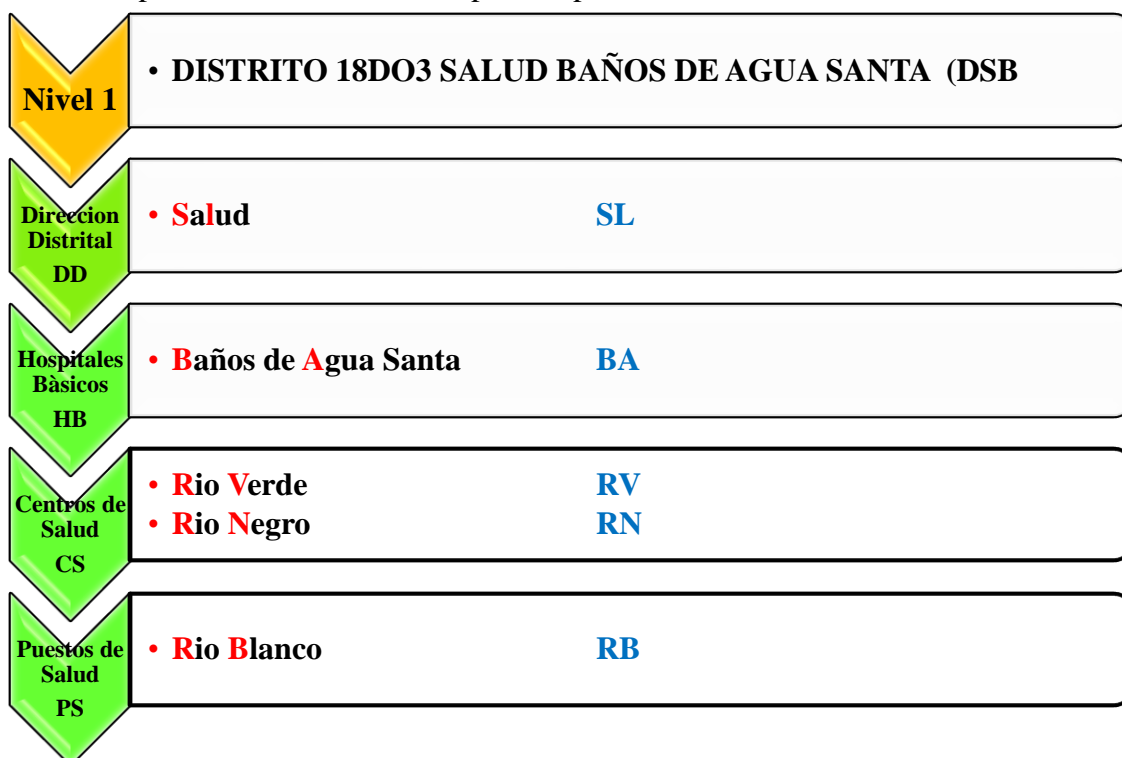 Nivel 1
• DISTRITO 18DO3 SALUD BAÑOS DE AGUA SANTA (DSB
Direccion
Distrital
DD
• Salud SL
Hospitales
Bàsicos
HB
• Baños de Agua Santa BA
Centros de
Salud
CS
• Rio Verde RV
• Rio Negro RN
Puestos de
Salud
PS
• Rio Blanco RB